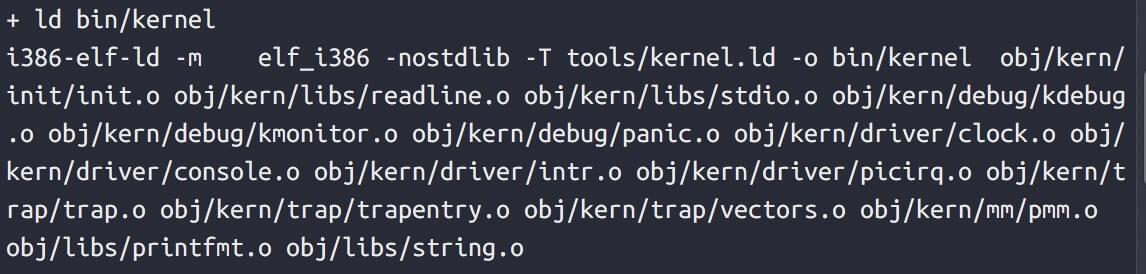 + ld bin/kernel
i386-elf-ld -m    elf_i386 -nostdlib -T tools/kernel.ld -o bin/kernel  obj/kern/
init/init.o obj/kern/libs/readline.o obj/kern/libs/stdio.o obj/kern/debug/kdebug
.o obj/kern/debug/kmonitor.o obj/kern/debug/panic.o obj/kern/driver/clock.o obj/
kern/driver/console.o obj/kern/driver/intr.o obj/kern/driver/picirq.o obj/kern/t
rap/trap.o obj/kern/trap/trapentry.o obj/kern/trap/vectors.o obj/kern/mm/pmm.o
obj/libs/printfmt.o obj/libs/string.o